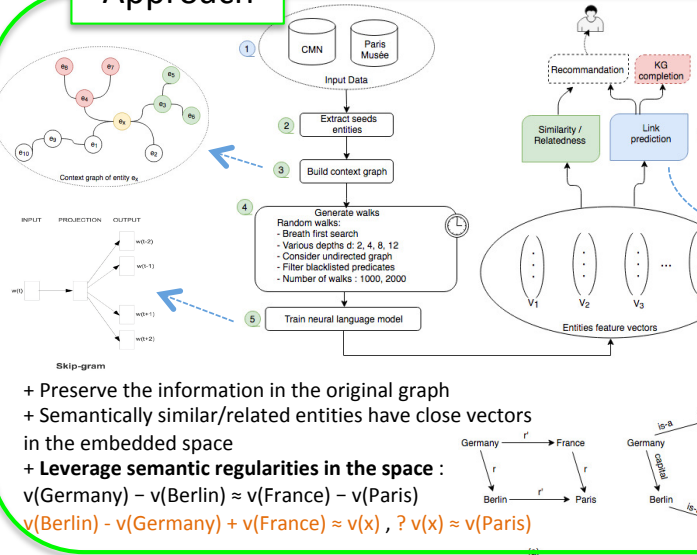 Approach
1
CMN
Paris
Musée
Input Data
2
Extract seeds
entities
3
Build context graph
4
Generate walks
Random walks:
- Breath first search
- Various depths d: 2, 4, 8, 12
- Consider undirected graph
- Filter blacklisted predicates
- Number of walks : 1000, 2000
5
Train neural language model
e8
e7
e4
e5
e3
e6
ex
e9
e1
e10
e2
Context graph of entity ex
INPUT PROJECTION OUTPUT
w(t-2)
w(t-1)
w(t)
w(t+1)
w(t+2)
Skip-gram
Recommandation
KG
completion
Similarity /
Relatedness
Link
prediction
V1 V2 V3 ...
Entities feature vectors
+ Preserve the information in the original graph
+ Semantically similar/related entities have close vectors
in the embedded space
+ Leverage semantic regularities in the space :
v(Germany) − v(Berlin) ≈ v(France) − v(Paris)
v(Berlin) - v(Germany) + v(France) ≈ v(x) , ? v(x) ≈ v(Paris)
Germany r' France
r r
Berlin r' Paris
is-a
Germany
capital
Berlin